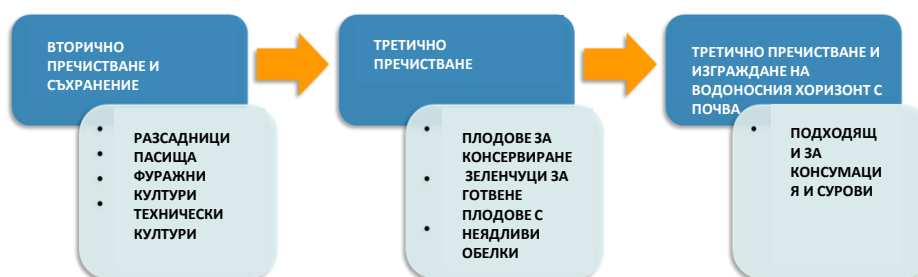 ВТОРИЧНО
ПРЕЧИСТВАНЕ И
СЪХРАНЕНИЕ
• РАЗСАДНИЦИ
• ПАСИЩА
• ФУРАЖНИ
• КУЛТУРИ
ТЕХНИЧЕСКИ
КУЛТУРИ
ТРЕТИЧНО
ПРЕЧИСТВАНЕ
• ПЛОДОВЕ ЗА
КОНСЕРВИРАНЕ
• ЗЕЛЕНЧУЦИ ЗА
ГОТВЕНЕ
• ПЛОДОВЕ С
НЕЯДЛИВИ
ОБЕЛКИ
ТРЕТИЧНО ПРЕЧИСТВАНЕ И
ИЗГРАЖДАНЕ НА
ВОДОНОСНИЯ ХОРИЗОНТ С
ПОЧВА
• ПОДХОДЯЩ
И ЗА
КОНСУМАЦИ
Я И СУРОВИ